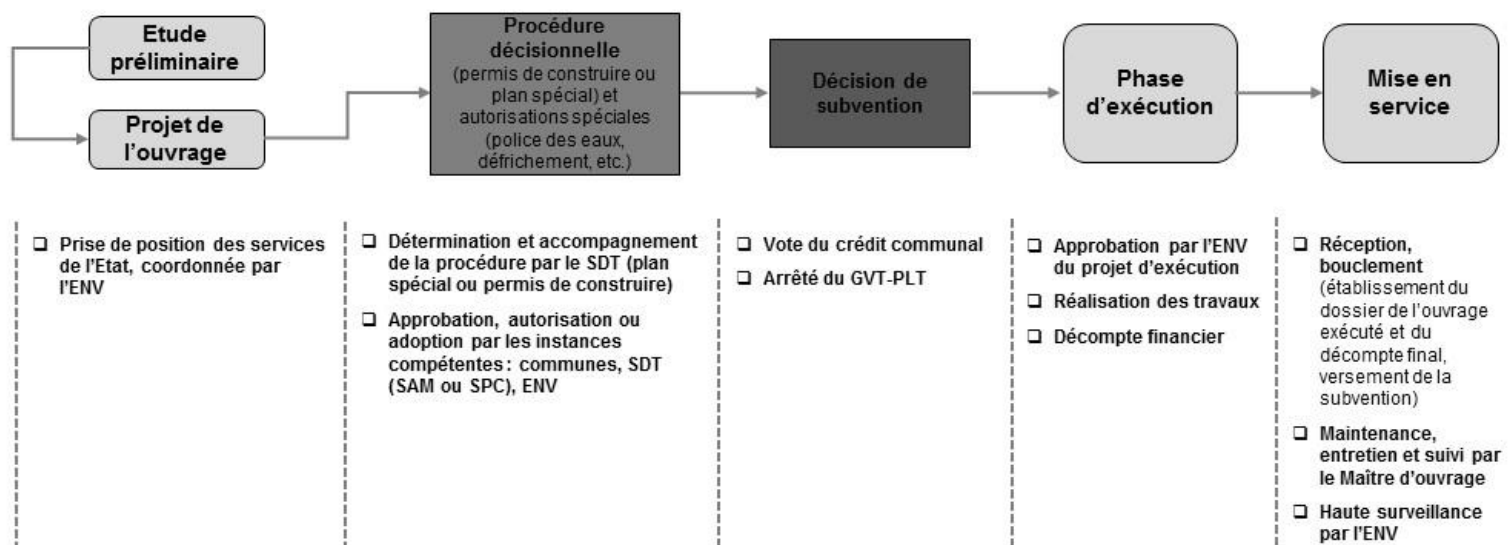 Etude
préliminaire
Projet de
l'ouvrage
Procédure
décisionnelle
(permis de construire ou
plan spécial) et
autorisations spéciales
(police des eaux,
défrichement, etc.)
Décision de
subvention
Phase
d'exécution
Mise en
service
❑ Prise de position des services
de l'Etat, coordonnée par
l'ENV
❑ Détermination et accompagnement
de la procédure par le SDT (plan
spécial ou permis de construire)
❑ Approbation, autorisation ou
adoption par les instances
compétentes : communes, SDT
(SAM ou SPC), ENV
❑ Vote du crédit communal
❑ Arrêté du GVT-PLT
❑ Approbation par l'ENV
du projet d'exécution
❑ Réalisation des travaux
❑ Décompte financier
❑ Réception,
bouclement
(établissement du
dossier de l'ouvrage
exécuté et du
décompte final,
versement de la
subvention)
❑ Maintenance,
entretien et suivi par
le Maître d'ouvrage
❑ Haute surveillance
par l'ENV